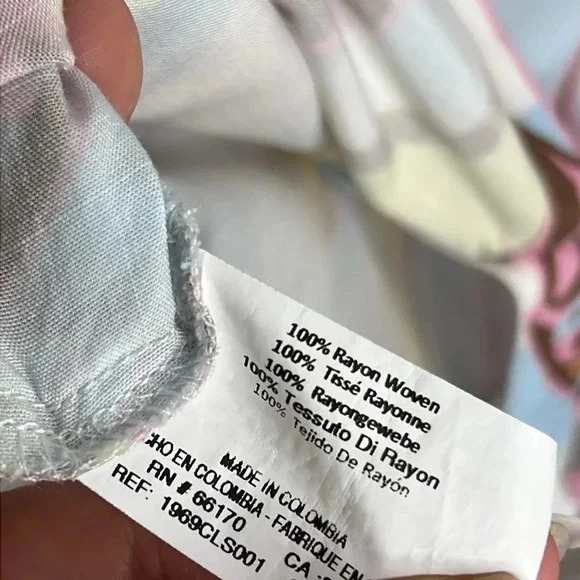 100% Rayon Woven
100% Tissé Rayonne
100% Rayongewebe
100% Tessuto Di Rayon
100% Tejido De Rayón
MADE IN COLOMBIA
CHO EN COLOMBIA - FABRIQUE EN
RN # 66170 CA
REF: 1969CLS001